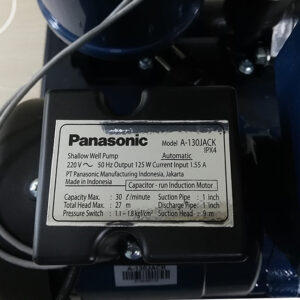 Panasonic
Model A-130JACK
IPX4
Shallow Well Pump
Automatic
220 V ~ 50 Hz Output 125 W Current Input 1.55 A
PT Panasonic Manufacturing Indonesia, Jakarta
Made in Indonesia
Capacitor - run Induction Motor
Capacity Max. : 30 ℓ/minute Suction Pipe : 1 inch
Total Head Max. : 27 m Discharge Pipe : 1 inch
Pressure Switch : 1.1 - 1.8 kgf/cm² Suction Head : 9 m